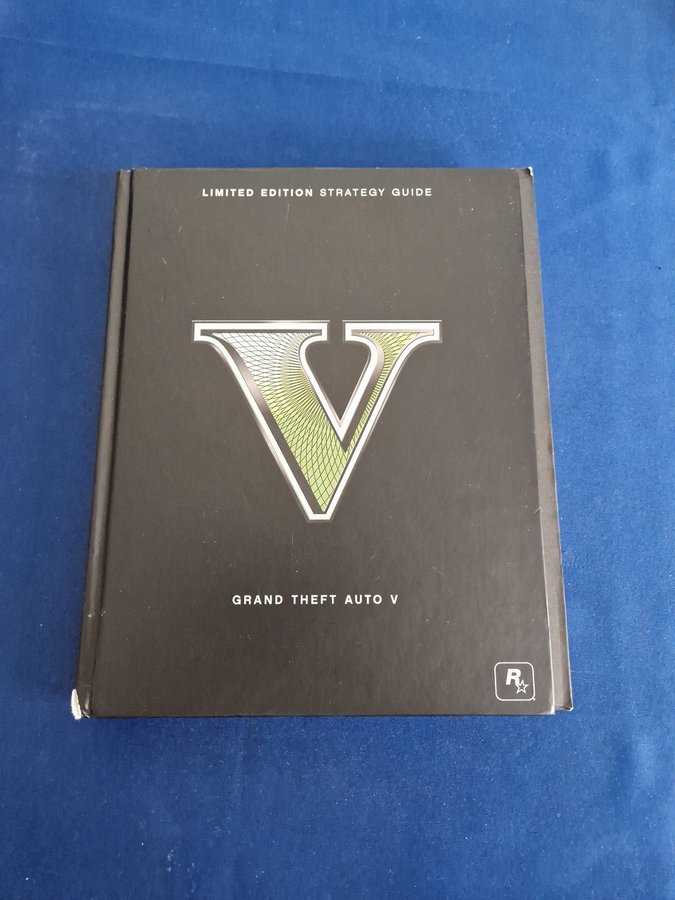 LIMITED EDITION STRATEGY GUIDE
V
GRAND THEFT AUTO V
R